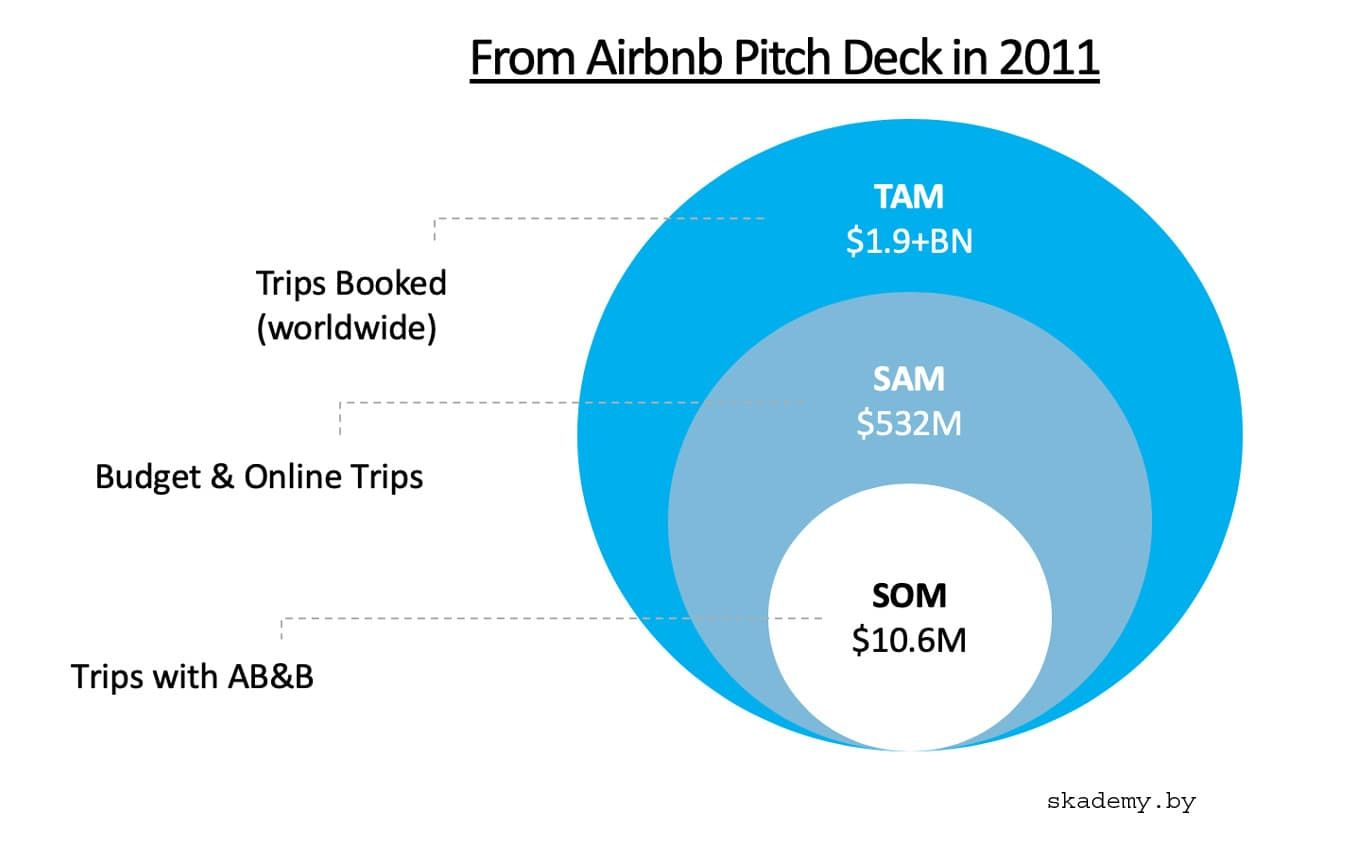 From Airbnb Pitch Deck in 2011
TAM
$1.9+BN
Trips Booked
(worldwide)
SAM
$532M
Budget & Online Trips
SOM
$10.6M
Trips with AB&B
skademy.by